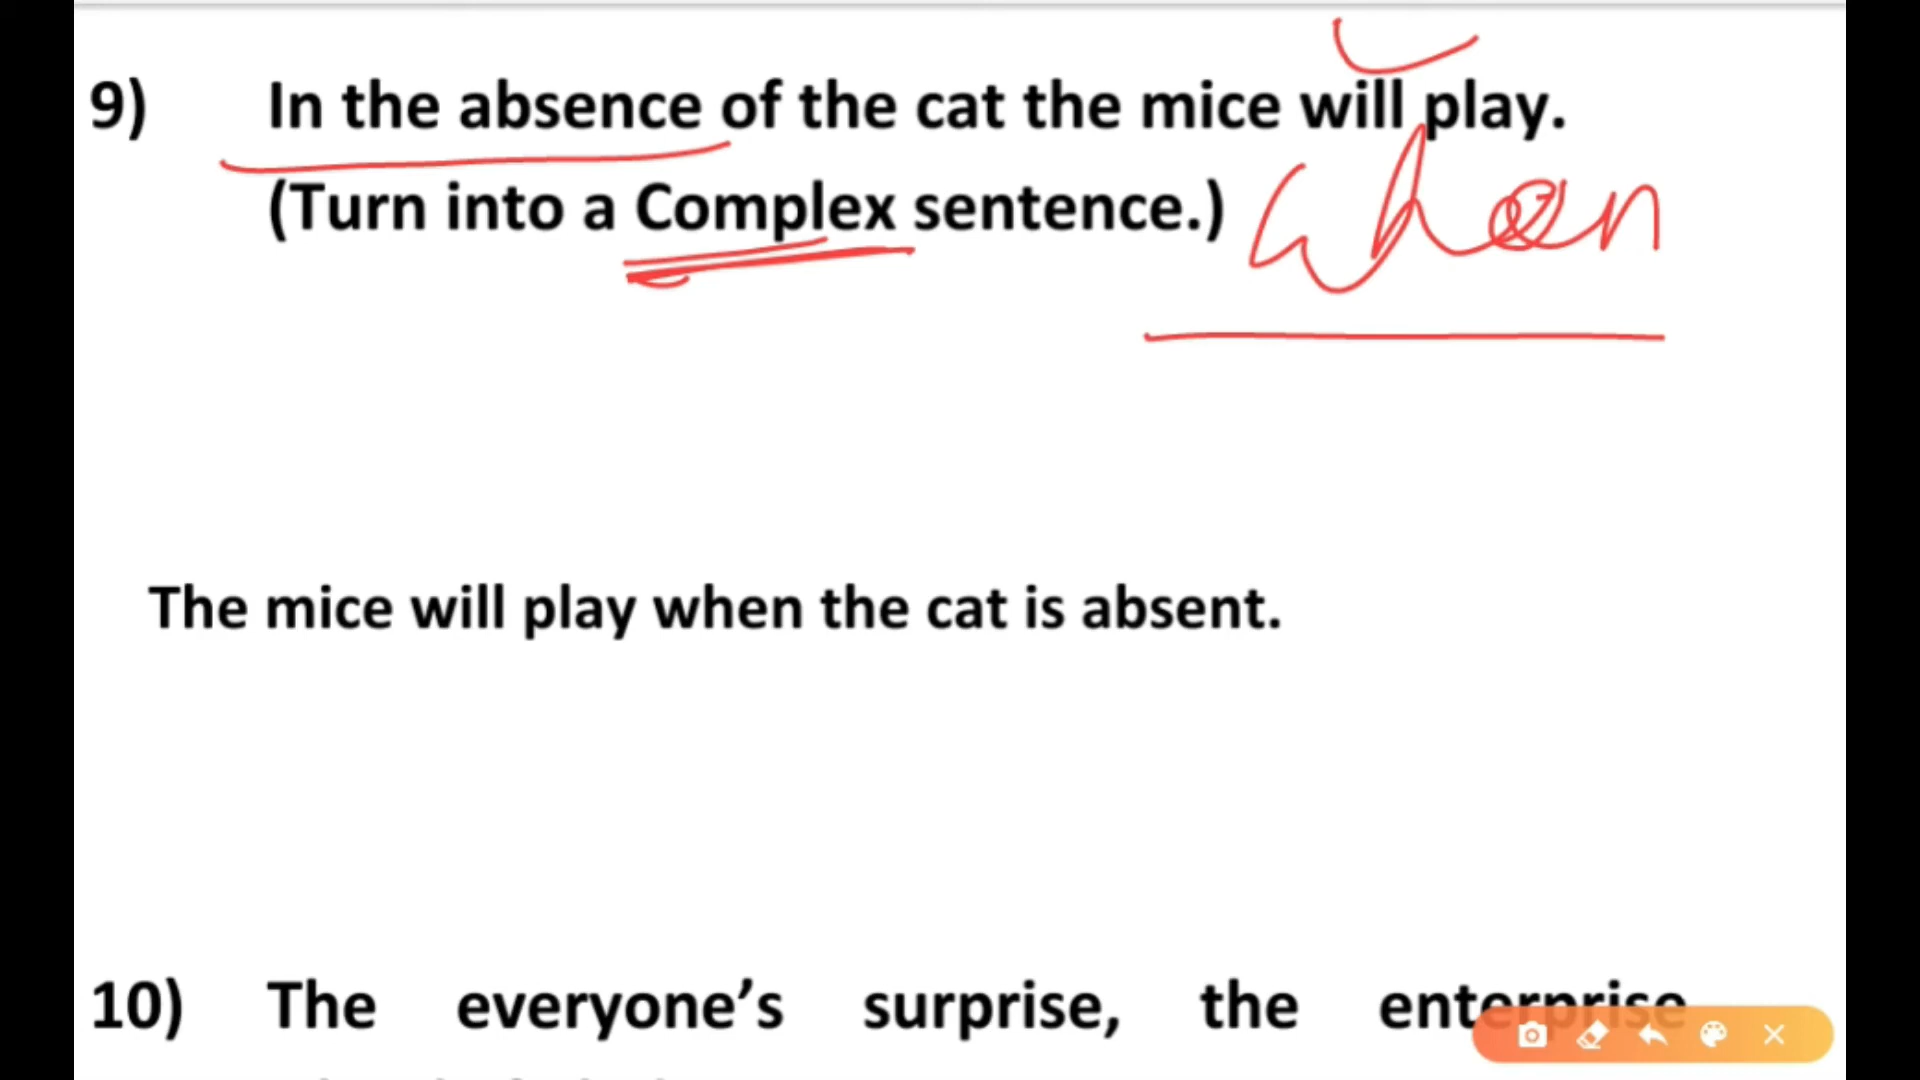 9) In the absence of the cat the mice will play.
(Turn into a Complex sentence.) when
The mice will play when the cat is absent.
10) The everyone’s surprise, the enterprise